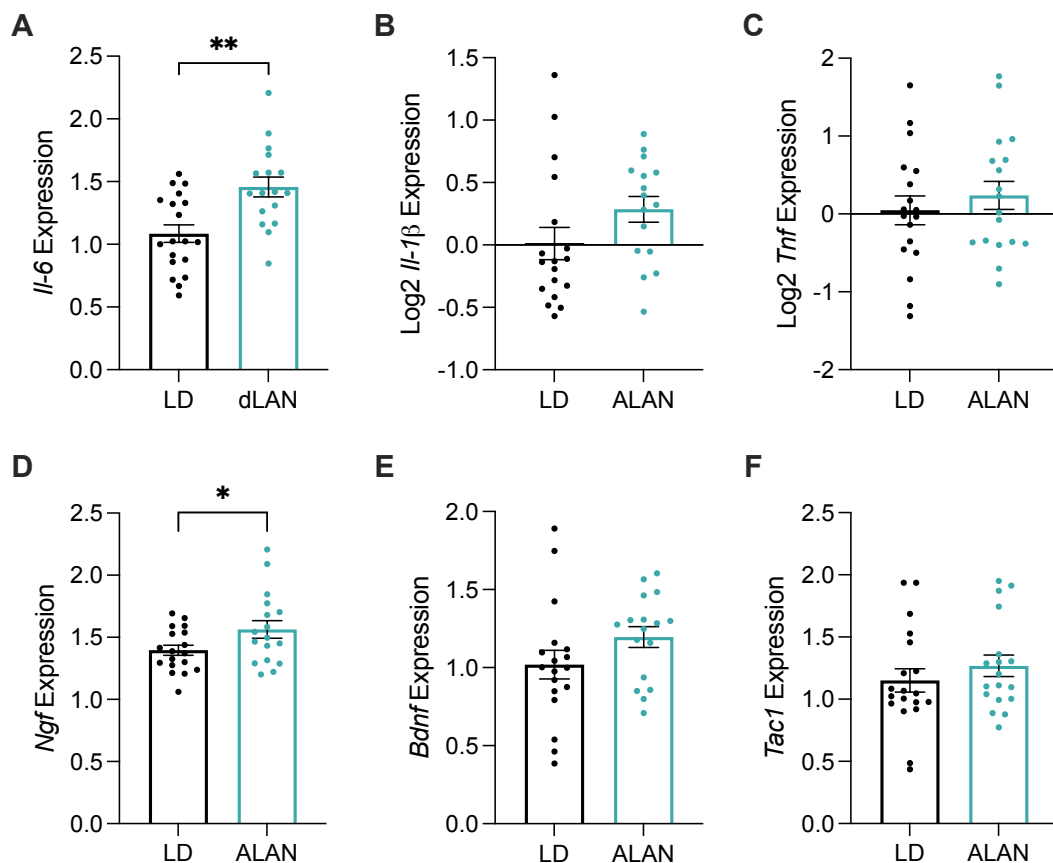 A
**
Il-6 Expression
2.5
2.0
1.5
1.0
0.5
0.0
LD dLAN
B
Log2 Il-1β Expression
1.5
1.0
0.5
0.0
-0.5
-1.0
LD ALAN
C
Log2 Tnf Expression
2
1
0
-1
-2
LD ALAN
D
*
Ngf Expression
2.5
2.0
1.5
1.0
0.5
0.0
LD ALAN
E
Bdnf Expression
2.0
1.5
1.0
0.5
0.0
LD ALAN
F
Tac1 Expression
2.5
2.0
1.5
1.0
0.5
0.0
LD ALAN